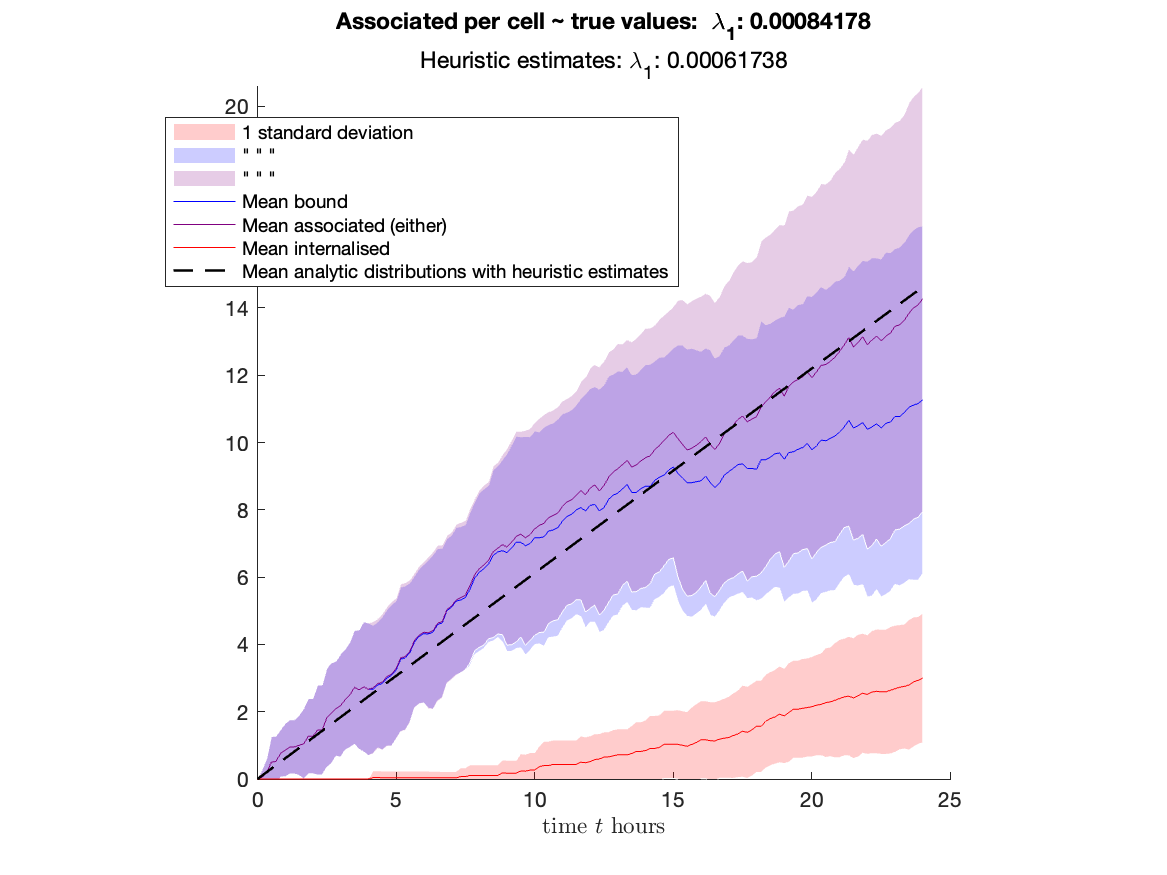 Associated per cell ~ true values: λ1: 0.00084178
Heuristic estimates: λ1: 0.00061738
20
1 standard deviation
" " "
" " "
Mean bound
Mean associated (either)
Mean internalised
Mean analytic distributions with heuristic estimates
14
12
10
8
6
4
2
0
0 5 10 15 20 25
time t hours